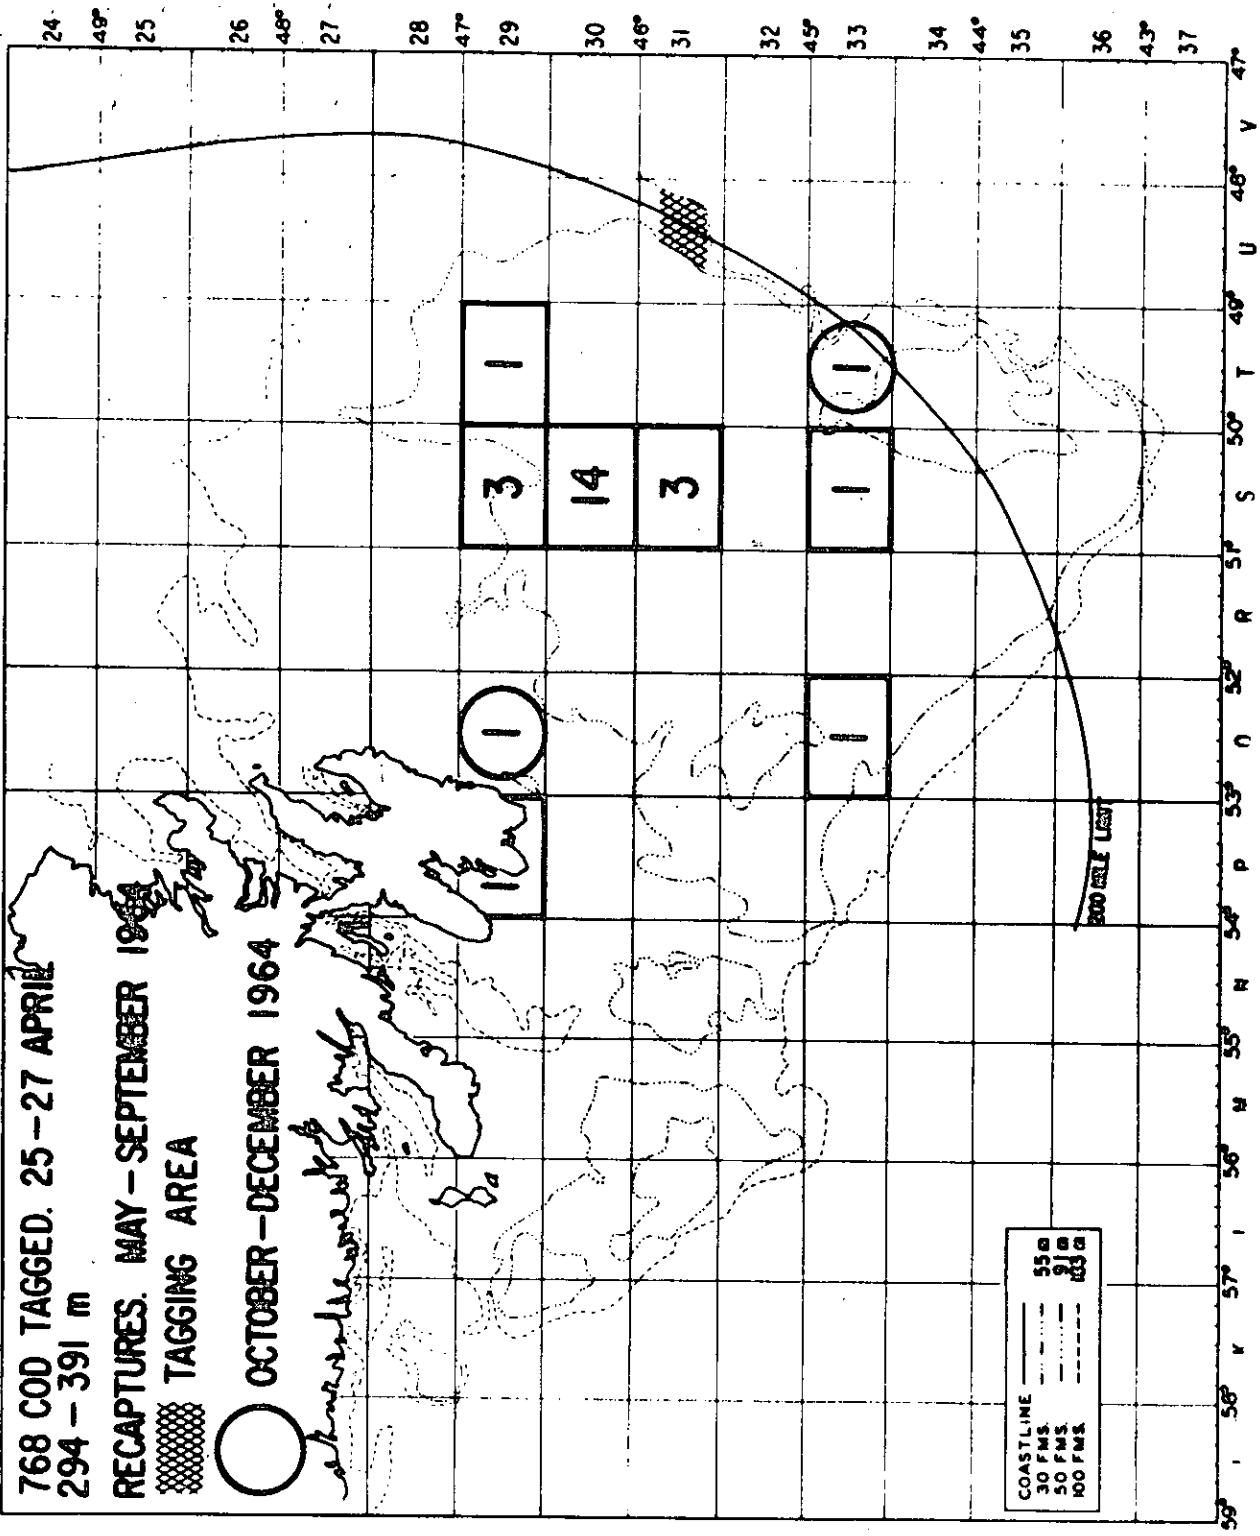 768 COD TAGGED. 25-27 APRIL
294-391 m
RECAPTURES. MAY-SEPTEMBER
TAGGING AREA
OCTOBER-DECEMBER 1964
24
49°
25
26
48°
27
28
47°
29
30
46°
31
32
45°
33
34
44°
35
36
43°
37
1
1
3
1
14
3
1
1
1
200 MILE LIMIT
COASTLINE
30 FMS. 55 m
50 FMS. 91 m
100 FMS. 183 m
59° 58° K 57° 56° 55° 54° P 53° O 52° R 51° S 50° T 49° U 48° V 47°